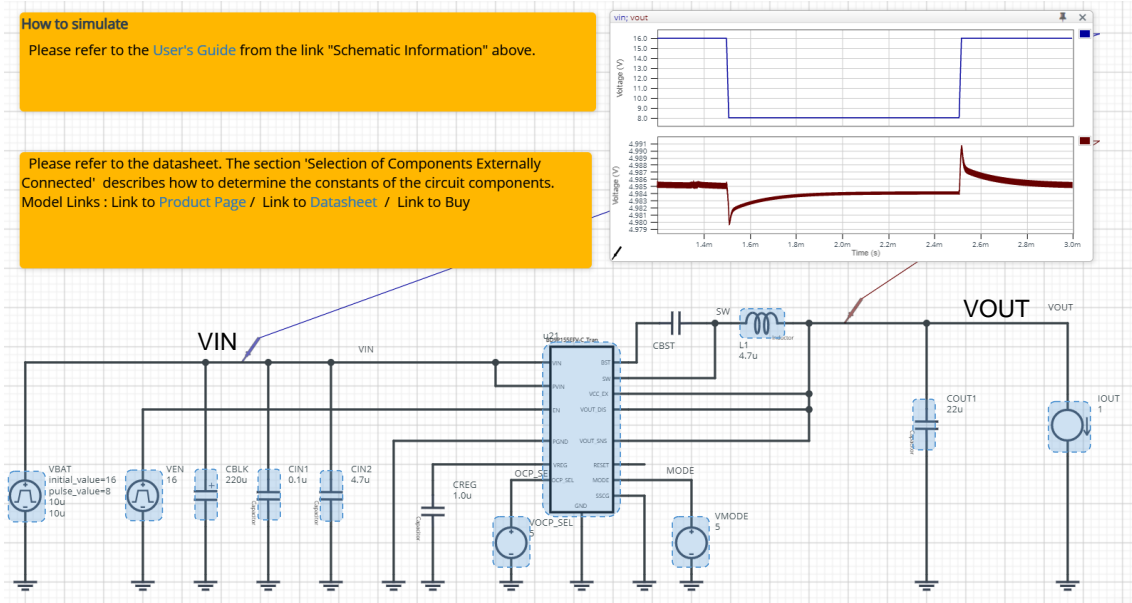 How to simulate
Please refer to the User's Guide from the link "Schematic Information" above.
Please refer to the datasheet. The section 'Selection of Components Externally
Connected' describes how to determine the constants of the circuit components.
Model Links : Link to Product Page / Link to Datasheet / Link to Buy
vin; vout
Voltage (V)
16.0
15.0
14.0
13.0
12.0
11.0
10.0
9.0
8.0
Voltage (V)
4.991
4.990
4.989
4.988
4.987
4.986
4.985
4.984
4.983
4.982
4.981
4.980
4.979
1.4m 1.6m 1.8m 2.0m 2.2m 2.4m 2.6m 2.8m 3.0m
Time (s)
VIN
VIN
SW
VOUT
VOUT
CBST
L1
4.7u
Inductor
VIN
PVIN
EN
PGND
VREG
OCP_SEL
GND
BST
SW
VCC_EX
VOUT_DIS
VOUT_SNS
RESET
MODE
SSCG
VBAT
initial_value=16
pulse_value=8
10u
10u
VEN
16
CBLK
220u
CIN1
0.1u
Capacitor
CIN2
4.7u
Capacitor
CREG
1.0u
Capacitor
VOCP_SEL
5
MODE
VMODE
5
COUT1
22u
Capacitor
IOUT
1